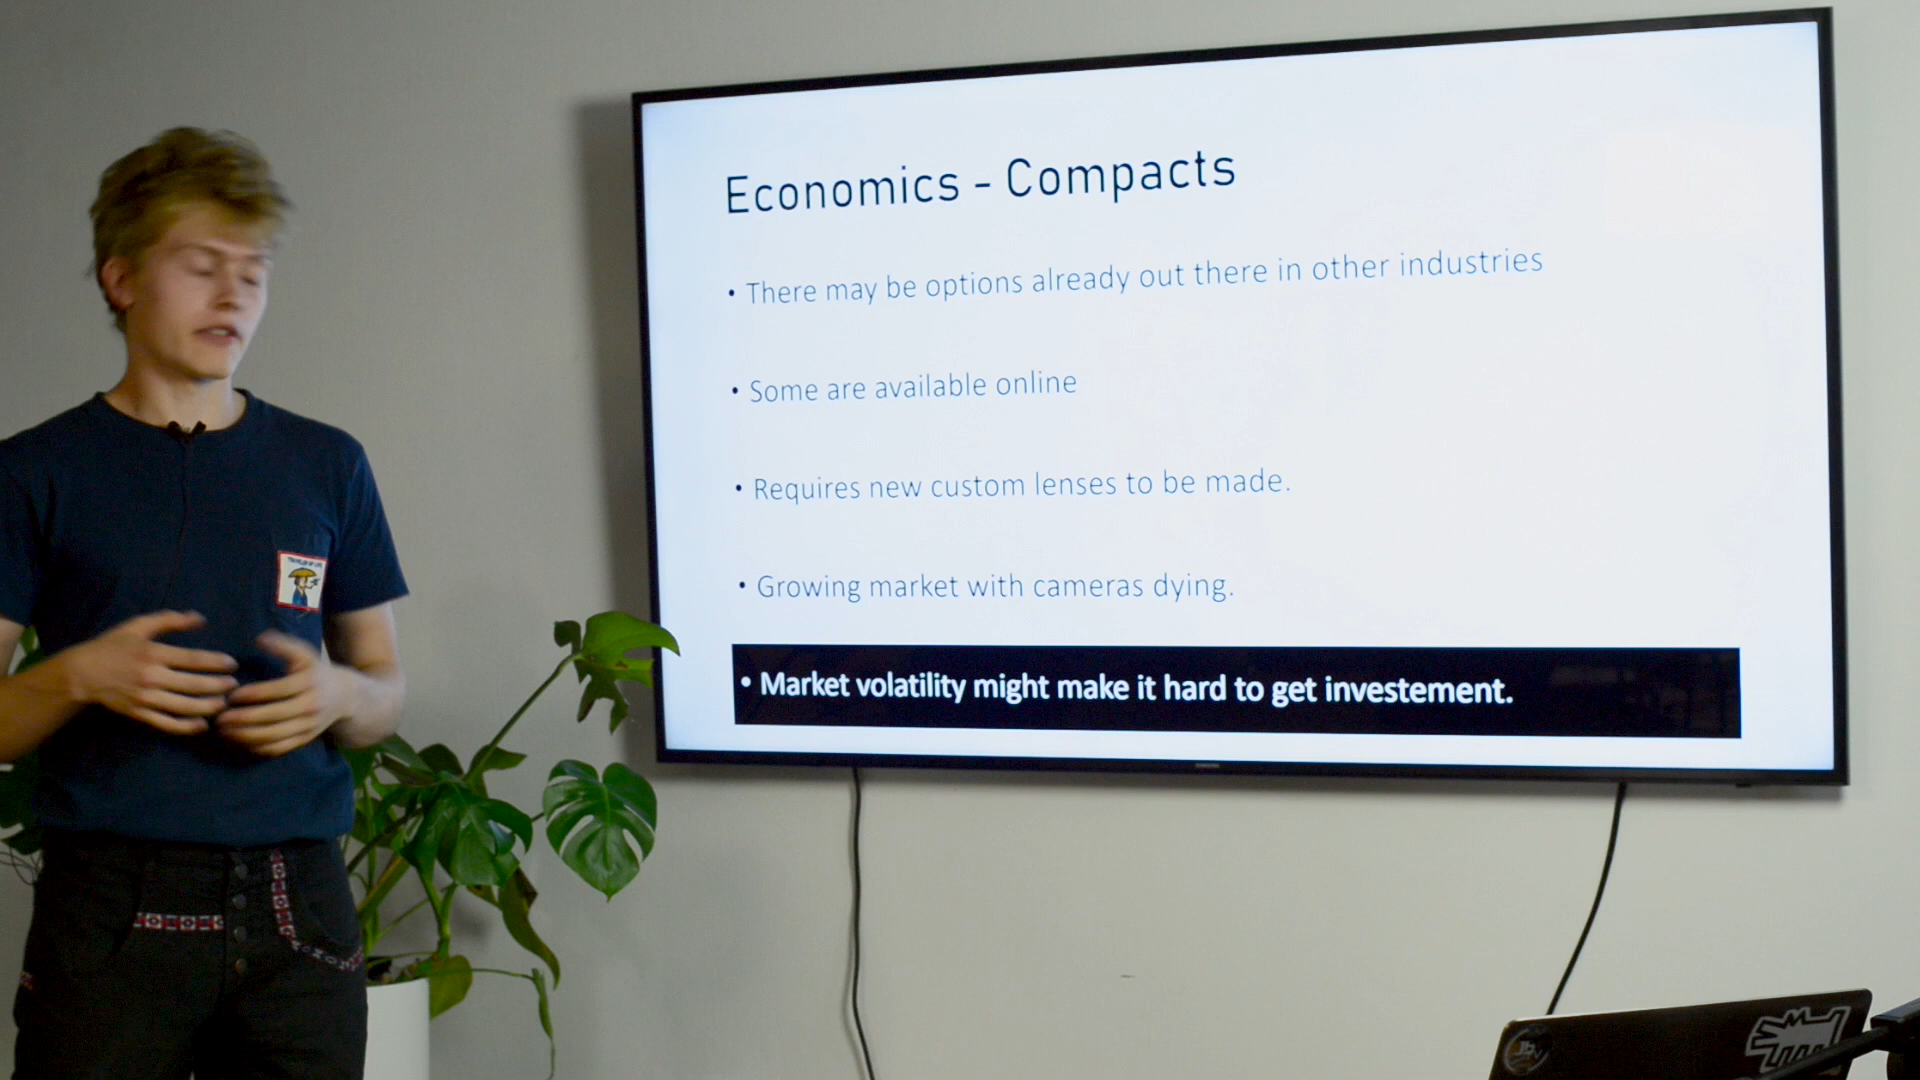 Economics - Compacts
• There may be options already out there in other industries
• Some are available online
• Requires new custom lenses to be made.
• Growing market with cameras dying.
• Market volatility might make it hard to get investement.